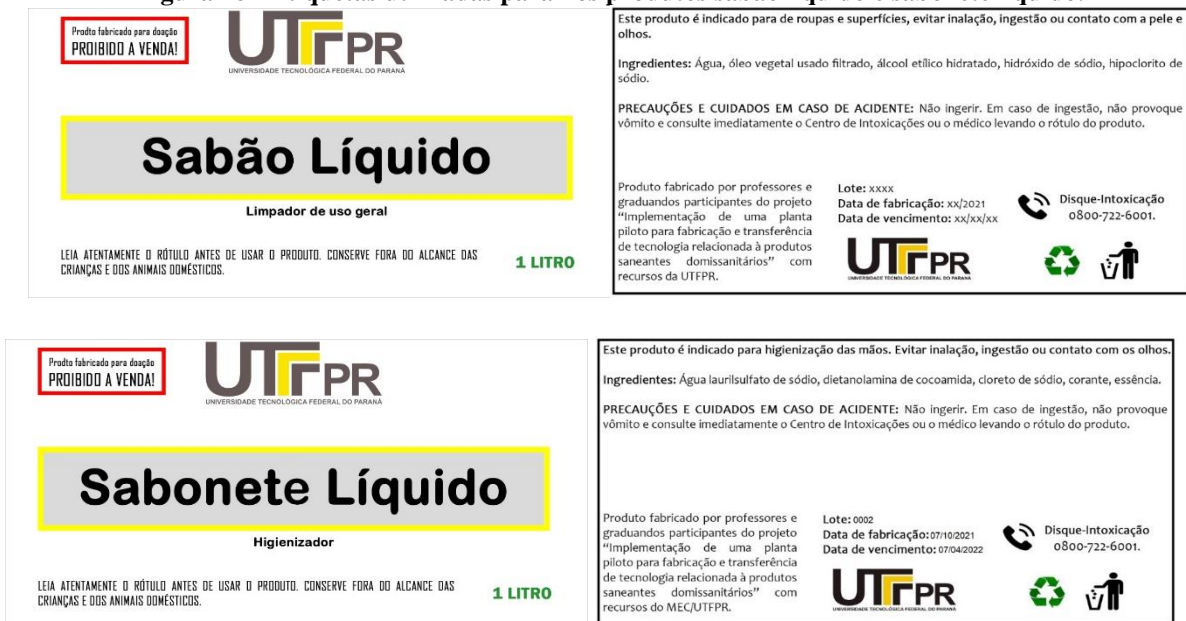 Prodto fabricado para doação
PROIBIDO A VENDA!
UTFPR
UNIVERSIDADE TECNOLÓGICA FEDERAL DO PARANÁ
Sabão Líquido
Limpador de uso geral
LEIA ATENTAMENTE O RÓTULO ANTES DE USAR O PRODUTO. CONSERVE FORA DO ALCANCE DAS
CRIANÇAS E DOS ANIMAIS DOMÉSTICOS.
1 LITRO
Este produto é indicado para de roupas e superfícies, evitar inalação, ingestão ou contato com a pele e
olhos.
Ingredientes: Água, óleo vegetal usado filtrado, álcool etílico hidratado, hidróxido de sódio, hipoclorito de
sódio.
PRECAUÇÕES E CUIDADOS EM CASO DE ACIDENTE: Não ingerir. Em caso de ingestão, não provoque
vômito e consulte imediatamente o Centro de Intoxicações ou o médico levando o rótulo do produto.
Produto fabricado por professores e
graduandos participantes do projeto
“Implementação de uma planta
piloto para fabricação e transferência
de tecnologia relacionada à produtos
saneantes domissanitários” com
recursos da UTFPR.
Lote: xxxx
Data de fabricação: xx/2021
Data de vencimento: xx/xx/xx
UTFPR
UNIVERSIDADE TECNOLÓGICA FEDERAL DO PARANÁ
Disque-Intoxicação
0800-722-6001.
Prodto fabricado para doação
PROIBIDO A VENDA!
UTFPR
UNIVERSIDADE TECNOLÓGICA FEDERAL DO PARANÁ
Sabonete Líquido
Higienizador
LEIA ATENTAMENTE O RÓTULO ANTES DE USAR O PRODUTO. CONSERVE FORA DO ALCANCE DAS
CRIANÇAS E DOS ANIMAIS DOMÉSTICOS.
1 LITRO
Este produto é indicado para higienização das mãos. Evitar inalação, ingestão ou contato com os olhos.
Ingredientes: Água laurilsulfato de sódio, dietanolamina de cocoamida, cloreto de sódio, corante, essência.
PRECAUÇÕES E CUIDADOS EM CASO DE ACIDENTE: Não ingerir. Em caso de ingestão, não provoque
vômito e consulte imediatamente o Centro de Intoxicações ou o médico levando o rótulo do produto.
Produto fabricado por professores e
graduandos participantes do projeto
“Implementação de uma planta
piloto para fabricação e transferência
de tecnologia relacionada à produtos
saneantes domissanitários” com
recursos do MEC/UTFPR.
Lote: 0002
Data de fabricação: 07/10/2021
Data de vencimento: 07/04/2022
UTFPR
UNIVERSIDADE TECNOLÓGICA FEDERAL DO PARANÁ
Disque-Intoxicação
0800-722-6001.